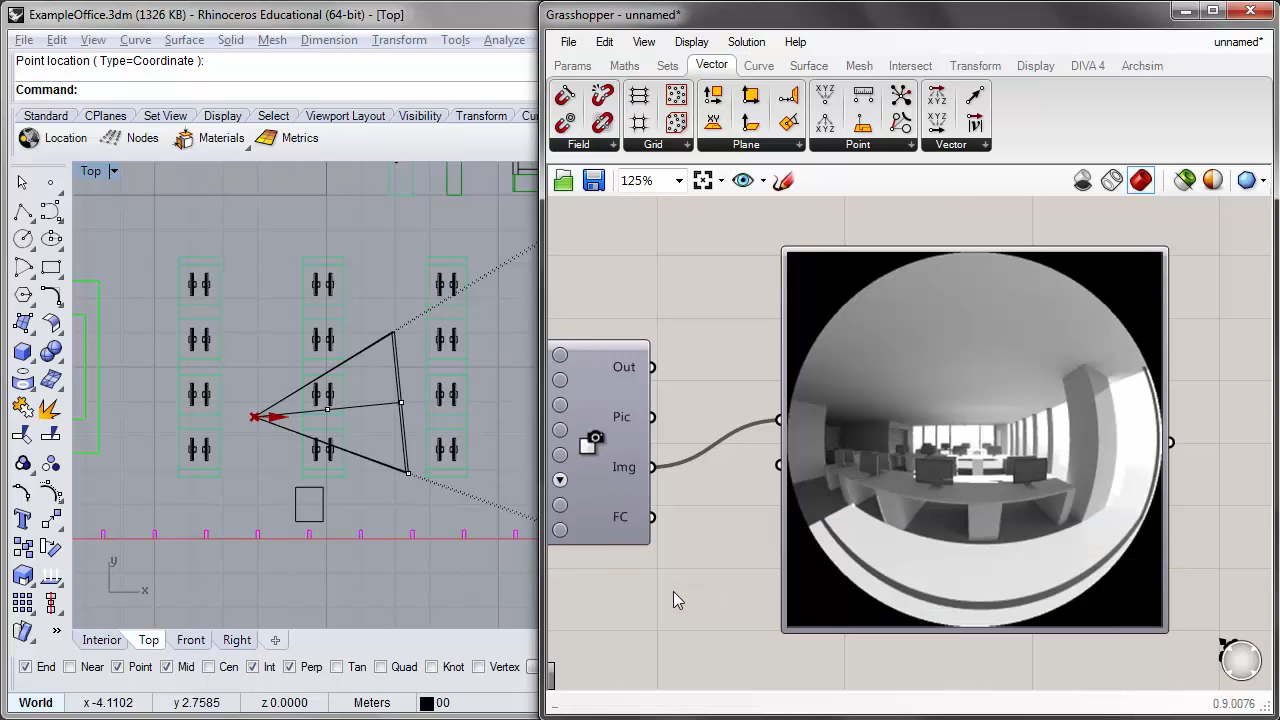 ExampleOffice.3dm (1326 KB) - Rhinoceros Educational (64-bit) - [Top]
File Edit View Curve Surface Solid Mesh Dimension Transform Tools Analyze
Point location ( Type=Coordinate ):
Command:
Standard CPlanes Set View Display Select Viewport Layout Visibility Transform Cu
Location Nodes Materials Metrics
Top
y
x
Interior Top Front Right
End Near Point Mid Cen Int Perp Tan Quad Knot Vertex
World x -4.1102 y 2.7585 z 0.0000 Meters 00
Grasshopper - unnamed*
File Edit View Display Solution Help unnamed*
Params Maths Sets Vector Curve Surface Mesh Intersect Transform Display DIVA 4 Archsim
Field Grid Plane Point Vector
125%
Out
Pic
Img
FC
0.9.0076